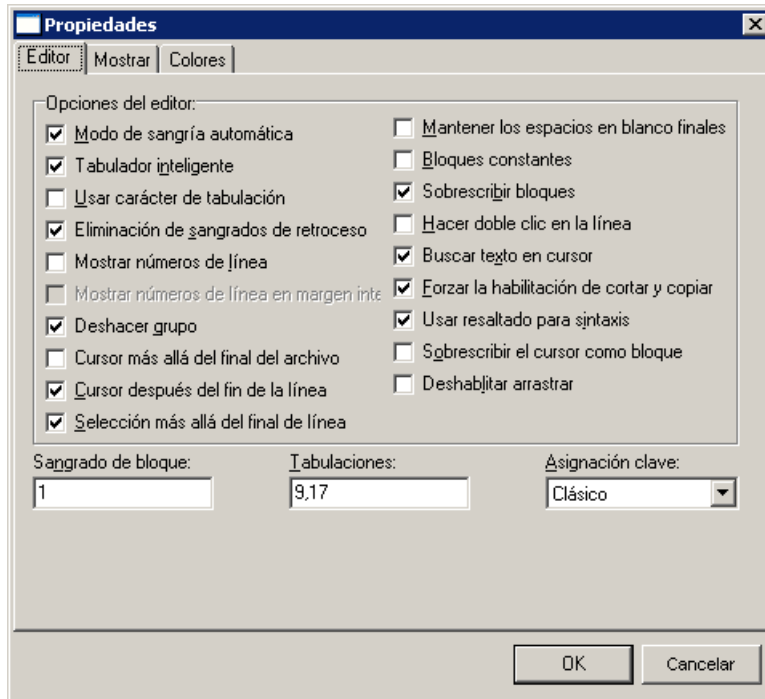 Propiedades
Editor Mostrar Colores
Opciones del editor:
Modo de sangría automática
Tabulador inteligente
Usar carácter de tabulación
Eliminación de sangrados de retroceso
Mostrar números de línea
Mostrar números de línea en margen inte
Deshacer grupo
Cursor más allá del final del archivo
Cursor después del fin de la línea
Selección más allá del final de línea
Mantener los espacios en blanco finales
Bloques constantes
Sobrescribir bloques
Hacer doble clic en la línea
Buscar texto en cursor
Forzar la habilitación de cortar y copiar
Usar resaltado para sintaxis
Sobrescribir el cursor como bloque
Deshablitar arrastrar
Sangrado de bloque: Tabulaciones: Asignación clave:
1 9,17 Clásico
OK Cancelar